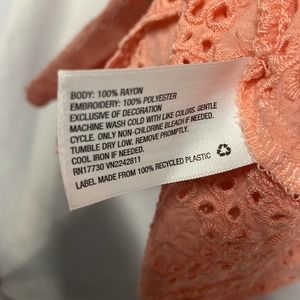 BODY: 100% RAYON
EMBROIDERY: 100% POLYESTER
EXCLUSIVE OF DECORATION
MACHINE WASH COLD WITH LIKE COLORS. GENTLE
CYCLE. ONLY NON-CHLORINE BLEACH IF NEEDED.
TUMBLE DRY LOW. REMOVE PROMPTLY.
COOL IRON IF NEEDED.
RN17730 VN2242811
LABEL MADE FROM 100% RECYCLED PLASTIC